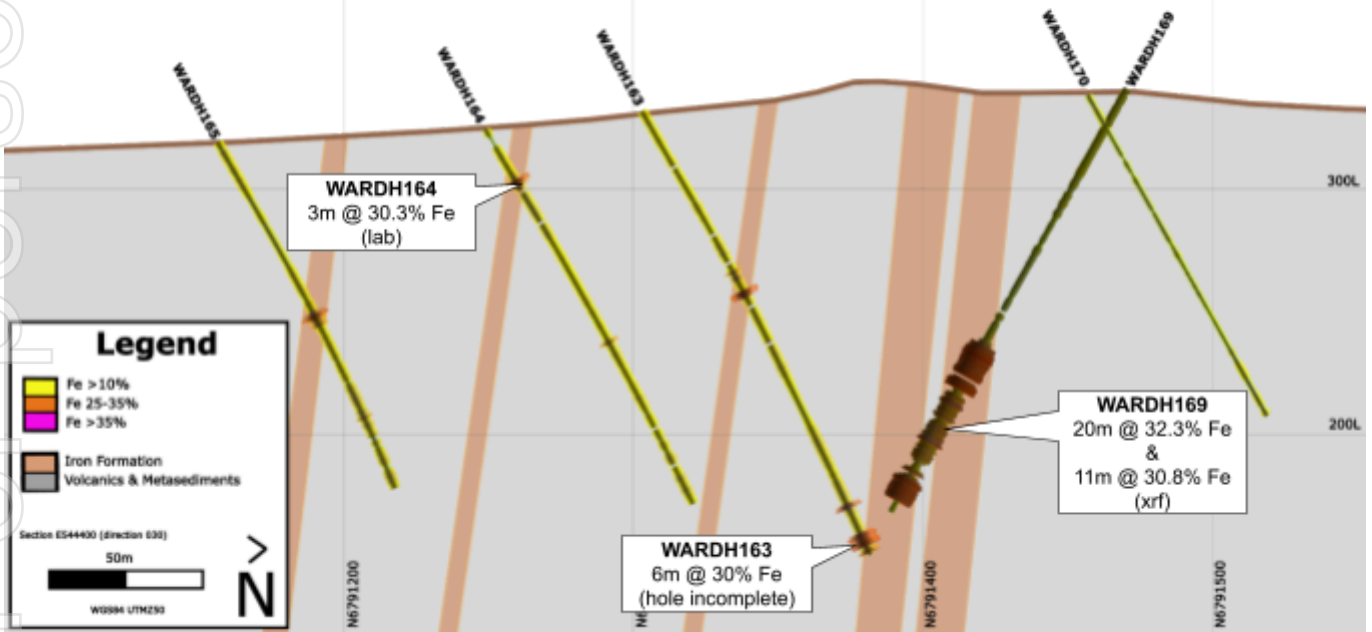 WARDH165
WARDH164
WARDH163
WARDH170
WARDH169
300L
200L
WARDH164
3m @ 30.3% Fe
(lab)
WARDH169
20m @ 32.3% Fe
&
11m @ 30.8% Fe
(xrf)
WARDH163
6m @ 30% Fe
(hole incomplete)
Legend
Fe >10%
Fe 25-35%
Fe >35%
Iron Formation
Volcanics & Metasediments
Section E544400 (direction 030)
50m
WGS84 UTMZ50
>
N
N6791200
N6791400
N6791500